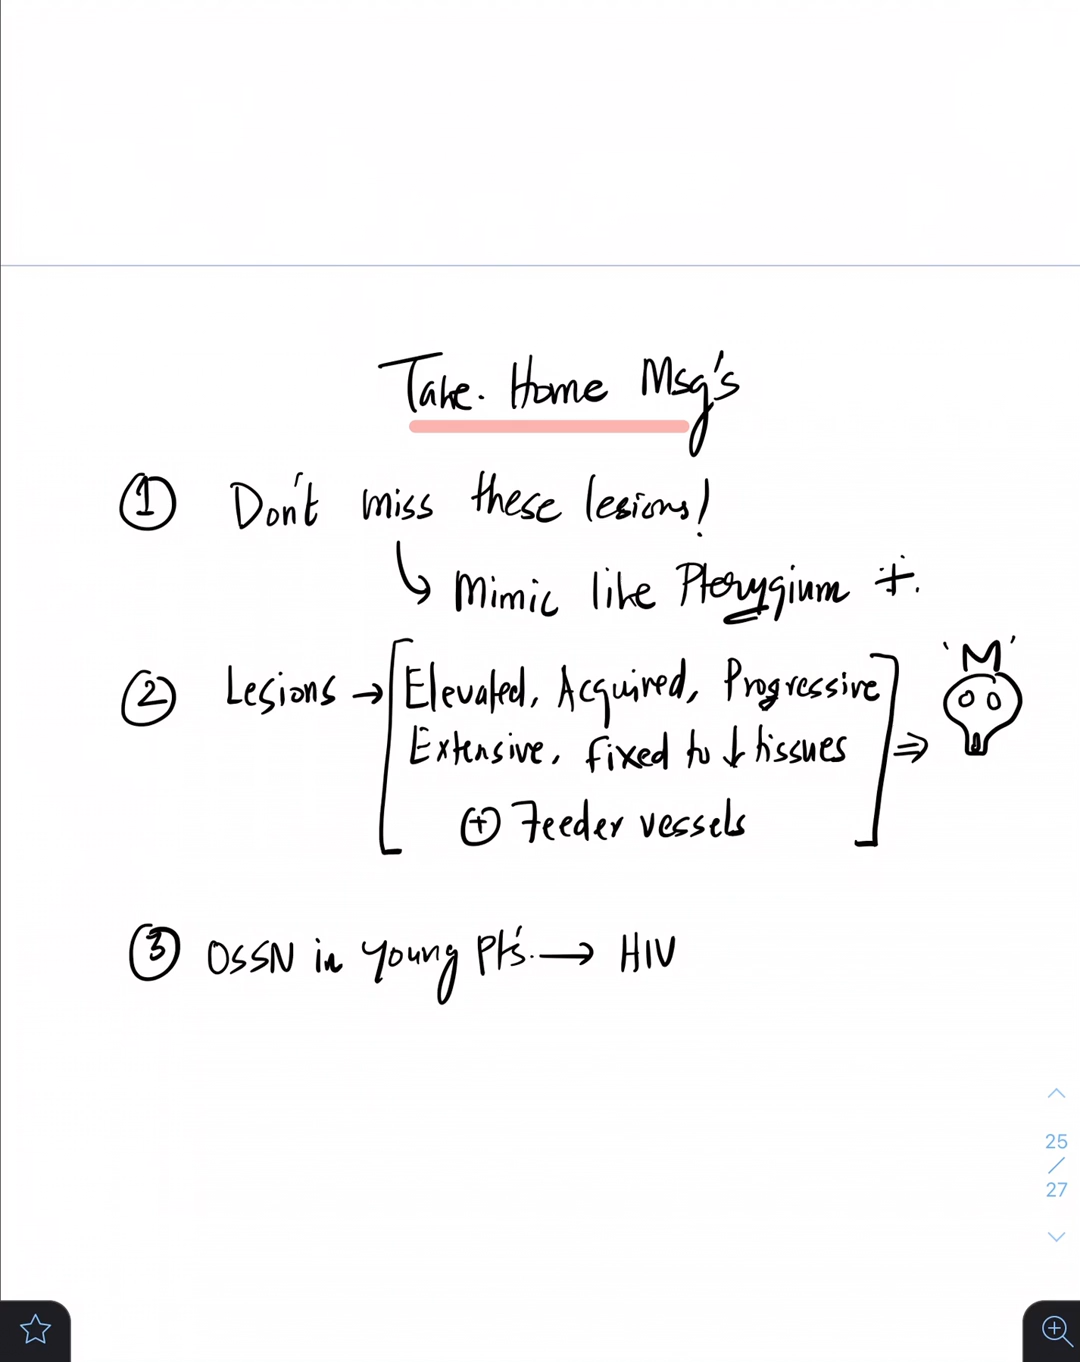 Take. Home Msg's
① Don't miss these lesions!
↳ Mimic like Pterygium +.
② Lesions → [Elevated, Acquired, Progressive
Extensive, fixed to ↓ tissues
⊕ Feeder vessels] ⇒ 'M'
③ OSSN in young Pt's. → HIV
25
/
27